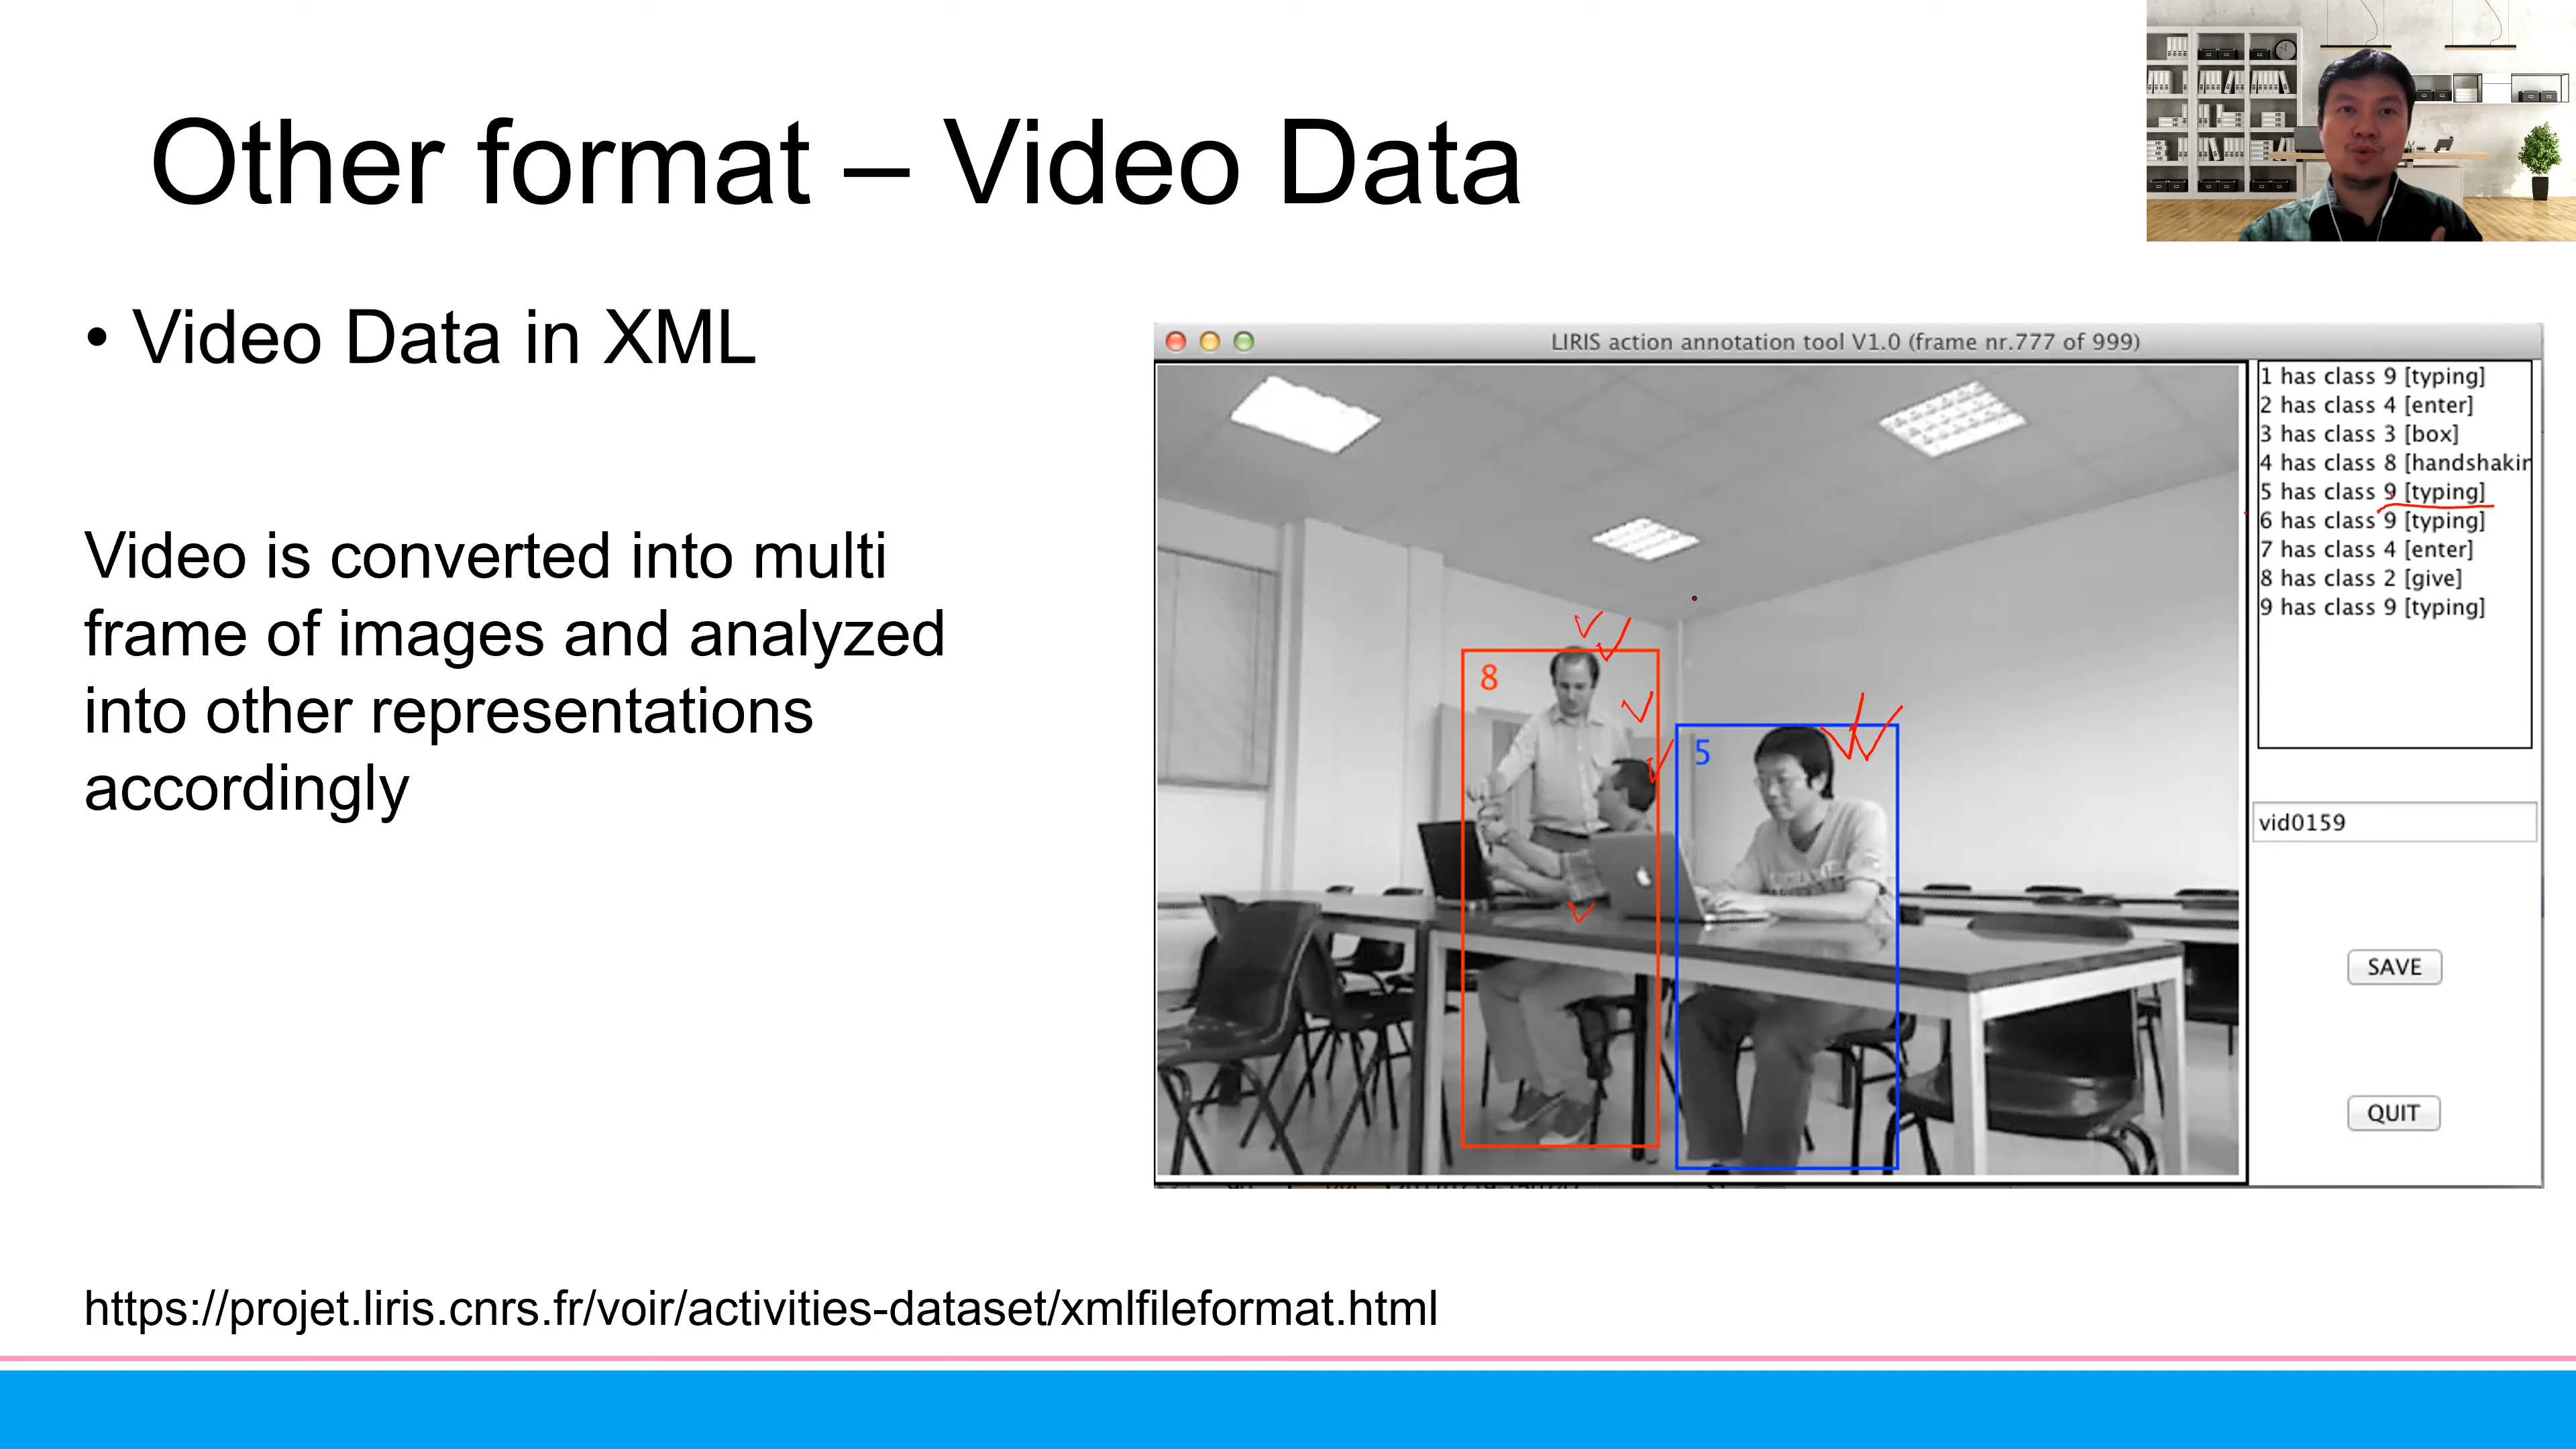 Other format – Video Data
• Video Data in XML
Video is converted into multi
frame of images and analyzed
into other representations
accordingly
LIRIS action annotation tool V1.0 (frame nr.777 of 999)
8
5
1 has class 9 [typing]
2 has class 4 [enter]
3 has class 3 [box]
4 has class 8 [handshakin
5 has class 9 [typing]
6 has class 9 [typing]
7 has class 4 [enter]
8 has class 2 [give]
9 has class 9 [typing]
vid0159
SAVE
QUIT
https://projet.liris.cnrs.fr/voir/activities-dataset/xmlfileformat.html